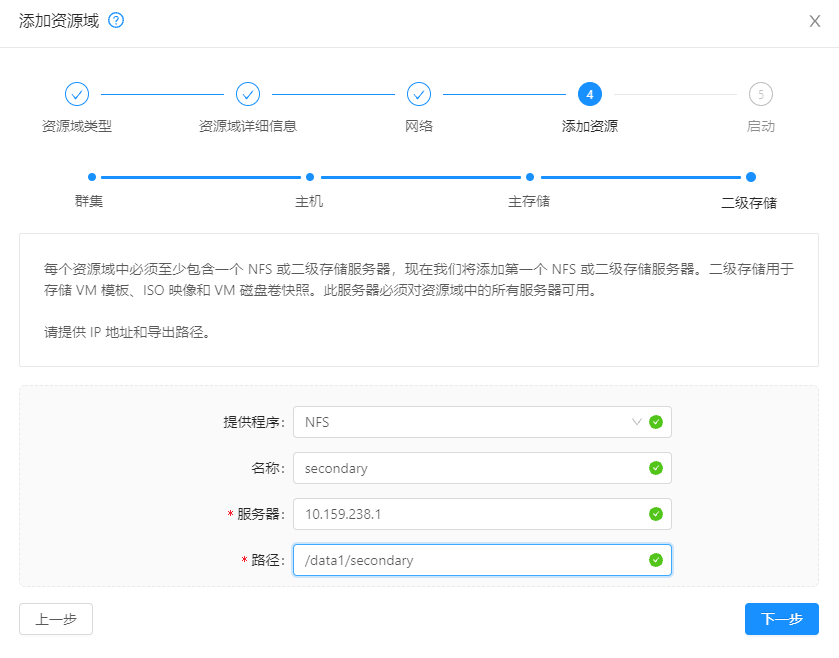 添加资源域 ?
X
4 5
资源域类型 资源域详细信息 网络 添加资源 启动
群集 主机 主存储 二级存储
每个资源域中必须至少包含一个 NFS 或二级存储服务器，现在我们将添加第一个 NFS 或二级存储服务器。二级存储用于
存储 VM 模板、ISO 映像和 VM 磁盘卷快照。此服务器必须对资源域中的所有服务器可用。
请提供 IP 地址和导出路径。
提供程序： NFS
名称： secondary
* 服务器： 10.159.238.1
* 路径： /data1/secondary
上一步 下一步